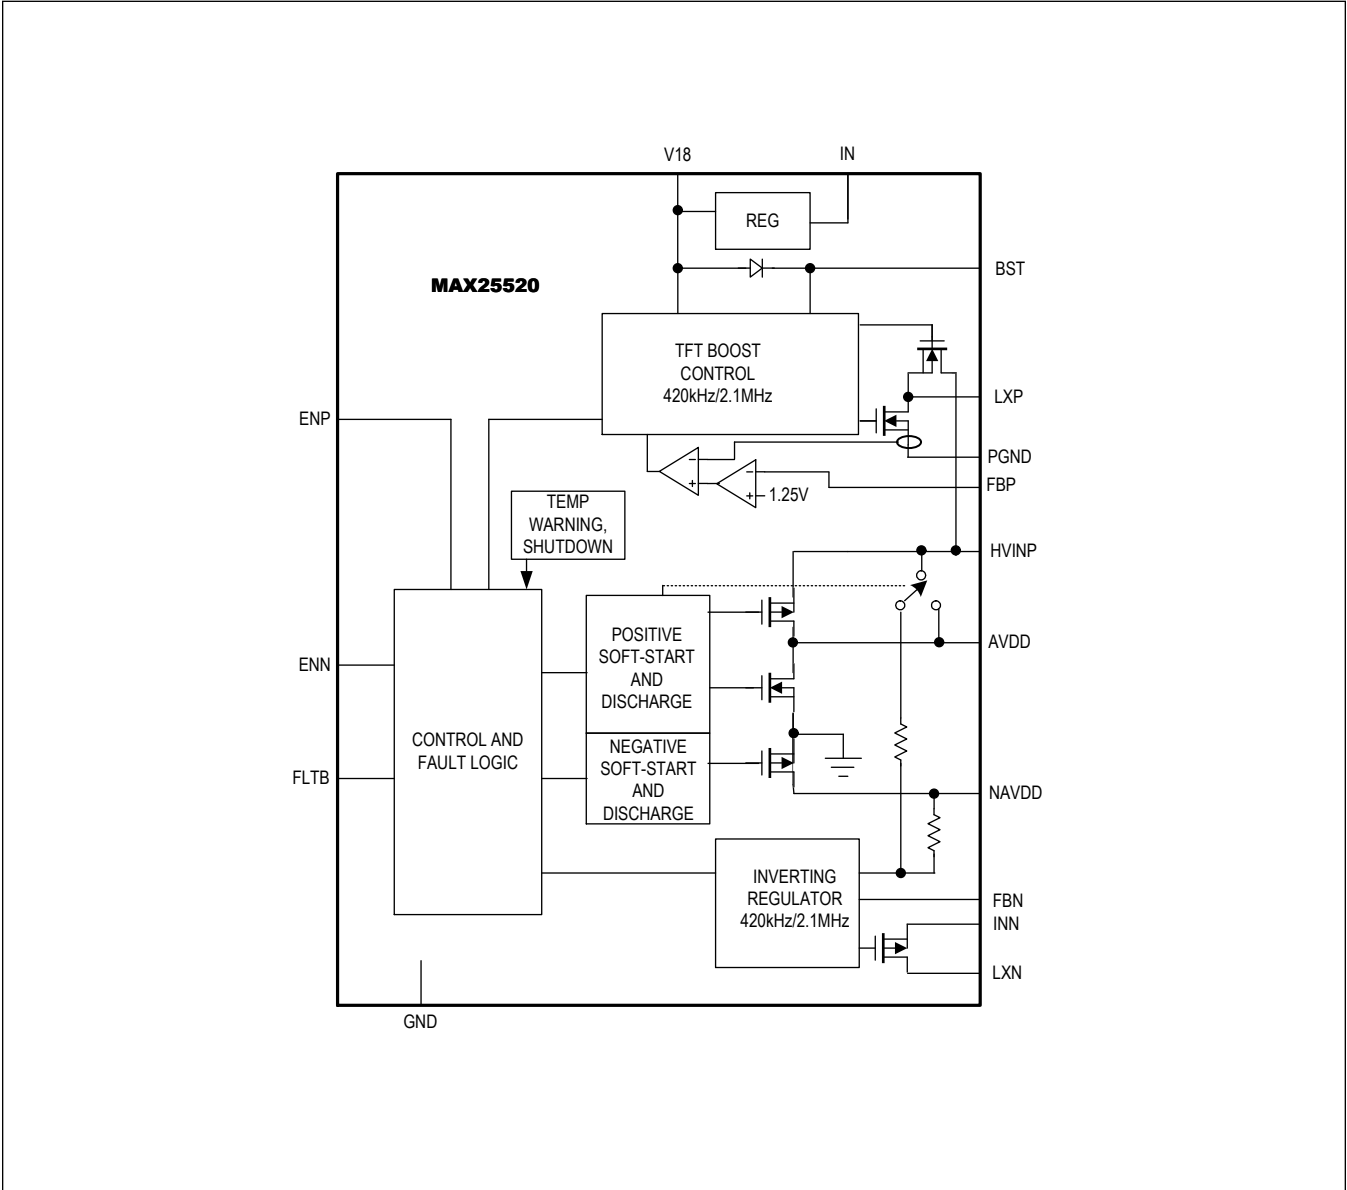 V18
IN
REG
BST
MAX25520
TFT BOOST
CONTROL
420kHz/2.1MHz
LXP
ENP
PGND
FBP
-
+
-
+
1.25V
TEMP
WARNING,
SHUTDOWN
HVINP
POSITIVE
SOFT-START
AND
DISCHARGE
AVDD
ENN
CONTROL AND
FAULT LOGIC
NEGATIVE
SOFT-START
AND
DISCHARGE
FLTB
NAVDD
INVERTING
REGULATOR
420kHz/2.1MHz
FBN
INN
LXN
GND